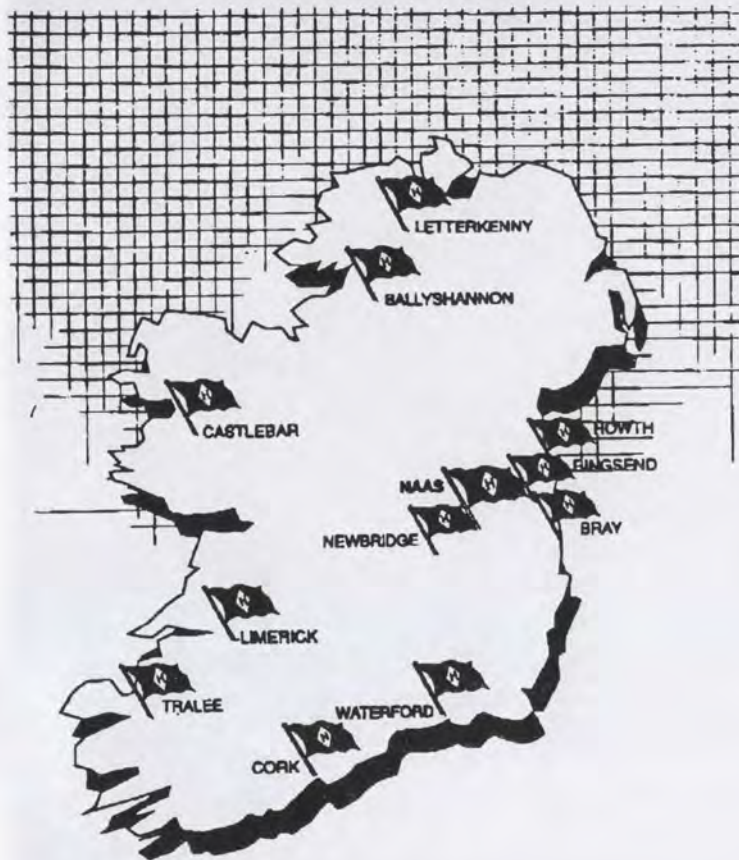 LETTERKENNY
BALLYSHANNON
CASTLEBAR
HOWTH
RINGSEND
NAAS
BRAY
NEWBRIDGE
LIMERICK
TRALEE
WATERFORD
CORK